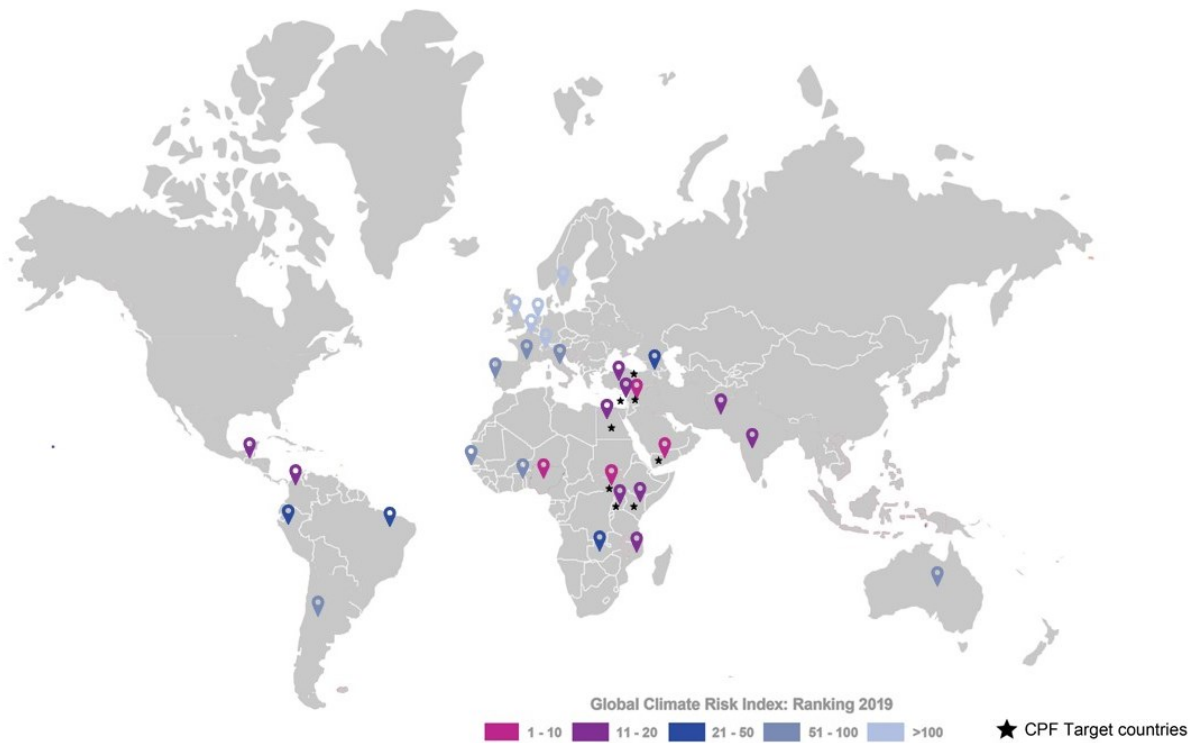 Global Climate Risk Index: Ranking 2019
1 - 10 11 - 20 21 - 50 51 - 100 >100 CPF Target countries